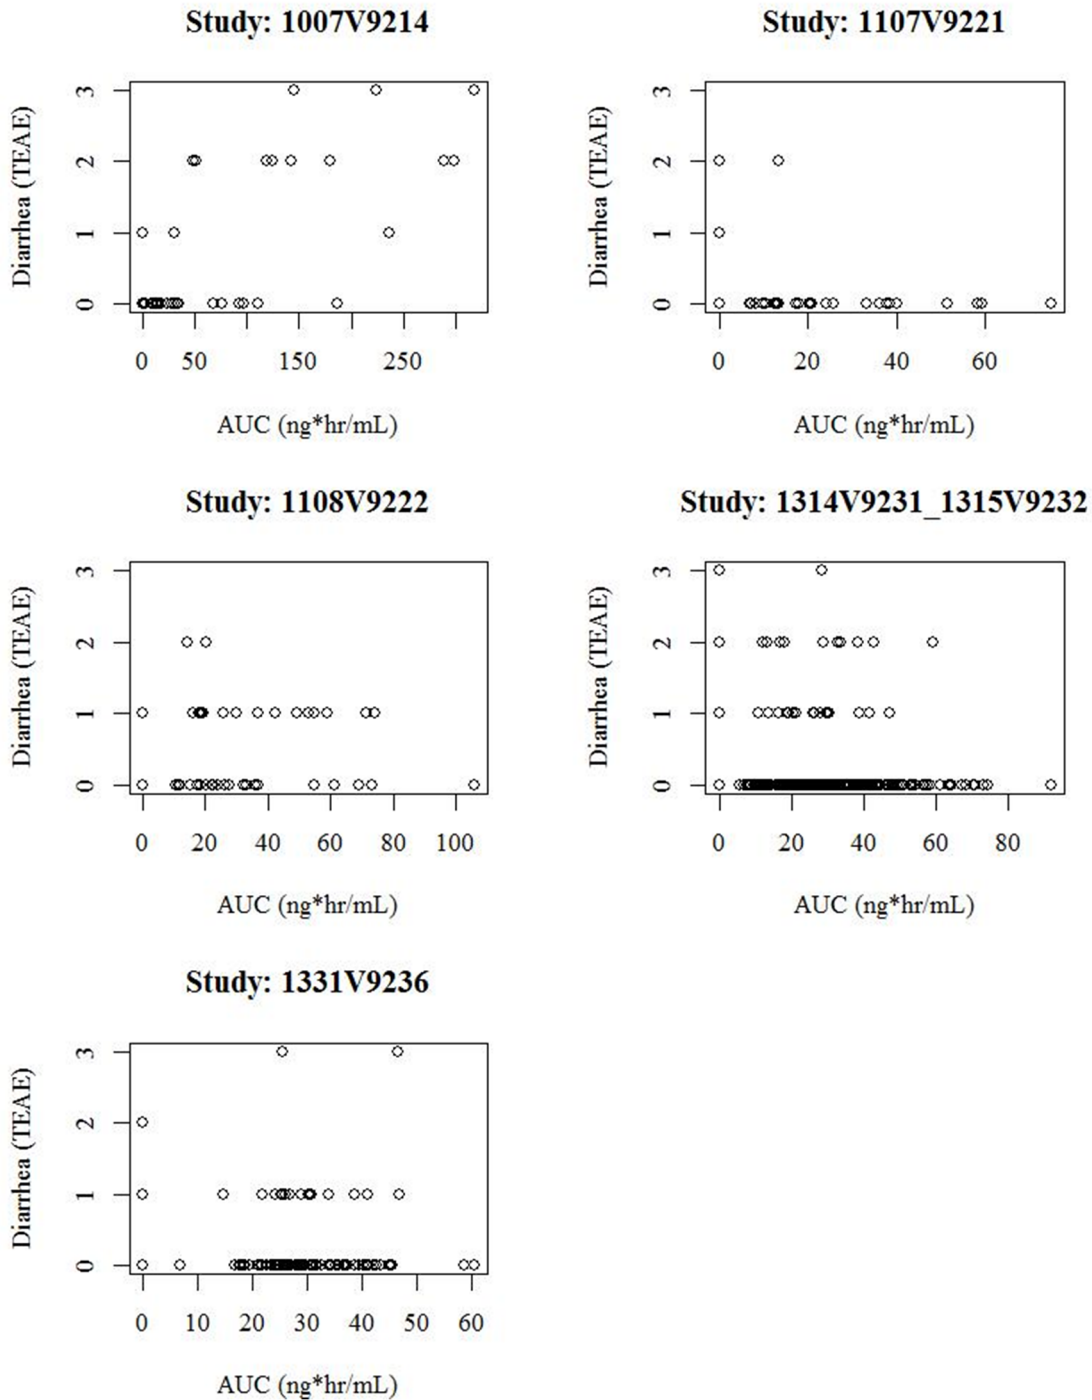 Study: 1007V9214
Diarrhea (TEAE)
3
2
1
0
0 50 150 250
AUC (ng*hr/mL)
Study: 1107V9221
Diarrhea (TEAE)
3
2
1
0
0 20 40 60
AUC (ng*hr/mL)
Study: 1108V9222
Diarrhea (TEAE)
3
2
1
0
0 20 40 60 80 100
AUC (ng*hr/mL)
Study: 1314V9231_1315V9232
Diarrhea (TEAE)
3
2
1
0
0 20 40 60 80
AUC (ng*hr/mL)
Study: 1331V9236
Diarrhea (TEAE)
3
2
1
0
0 10 20 30 40 50 60
AUC (ng*hr/mL)